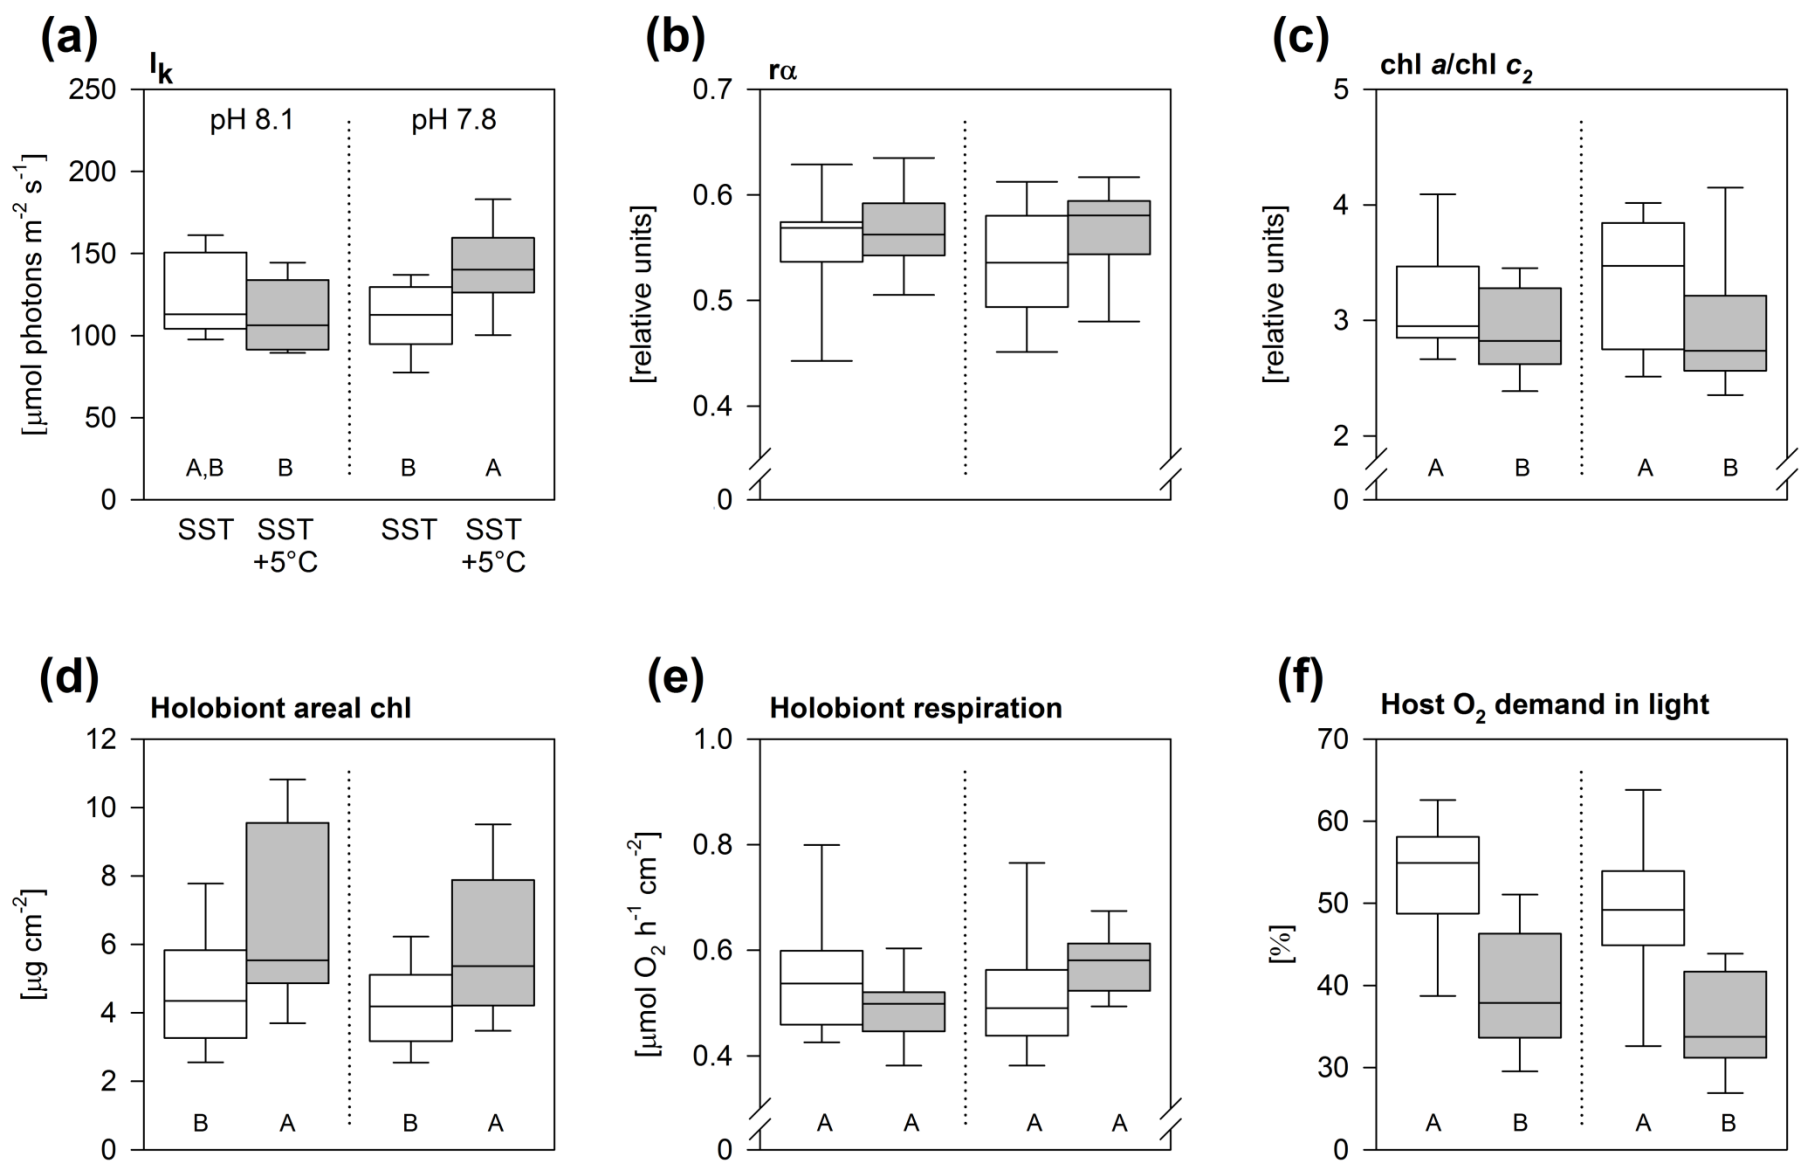 (a)
I_k
[μmol photons m⁻² s⁻¹]
250
200
150
100
50
0
pH 8.1 pH 7.8
A,B B B A
SST SST +5°C SST SST +5°C
(b)
rα
[relative units]
0.7
0.6
0.5
0.4
0
(c)
chl a/chl c₂
[relative units]
5
4
3
2
0
A B A B
(d)
Holobiont areal chl
[μg cm⁻²]
12
10
8
6
4
2
0
B A B A
(e)
Holobiont respiration
[μmol O₂ h⁻¹ cm⁻²]
1.0
0.8
0.6
0.4
0
A A A A
(f)
Host O₂ demand in light
[%]
70
60
50
40
30
0
A B A B